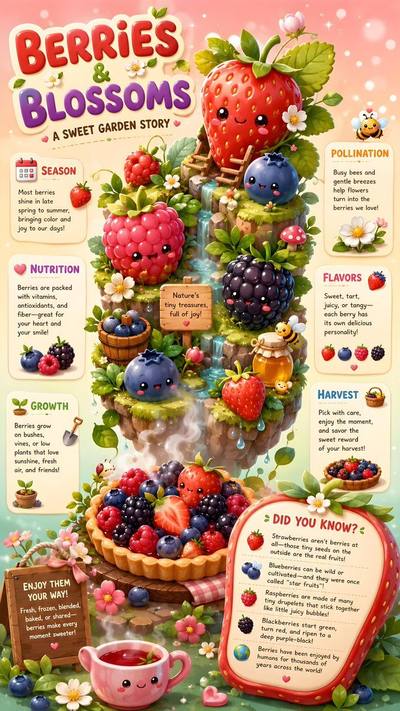 BERRIES
&
BLOSSOMS
A SWEET GARDEN STORY
SEASON
Most berries
shine in late
spring to summer,
bringing color and
joy to our days!
NUTRITION
Berries are packed
with vitamins,
antioxidants, and
fiber—great for
your heart and
your smile!
GROWTH
Berries grow
on bushes,
vines, or low
plants that love
sunshine, fresh
air, and friends!
Nature's
tiny treasures,
full of joy!
POLLINATION
Busy bees and
gentle breezes
help flowers
turn into the
berries we love!
FLAVORS
Sweet, tart,
juicy, or tangy—
each berry has
its own delicious
personality!
HARVEST
Pick with care,
enjoy the moment,
and savor the
sweet reward
of your harvest!
ENJOY THEM
YOUR WAY!
Fresh, frozen, blended,
baked, or shared—
berries make every
moment sweeter!
DID YOU KNOW?
Strawberries aren't berries at
all—those tiny seeds on the
outside are the real fruits!
Blueberries can be wild or
cultivated—and they were once
called "star fruits"!
Raspberries are made of many
tiny drupelets that stick together
like little juicy bubbles!
Blackberries start green,
turn red, and ripen to a
deep purple-black!
Berries have been enjoyed by
humans for thousands of
years across the world!